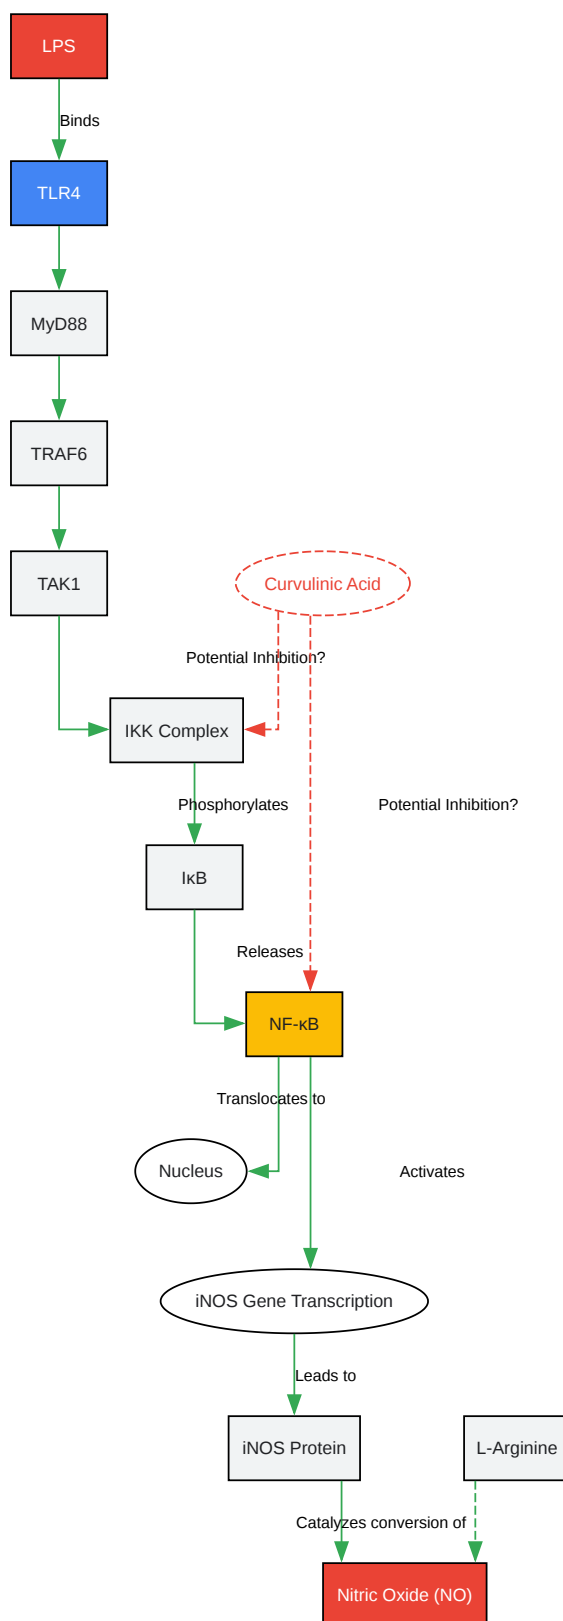 LPS
Binds
TLR4
MyD88
TRAF6
TAK1
Curvulinic Acid
Potential Inhibition?
IKK Complex
Phosphorylates
Potential Inhibition?
IκB
Releases
NF-κB
Translocates to
Nucleus
Activates
iNOS Gene Transcription
Leads to
iNOS Protein
L-Arginine
Catalyzes conversion of
Nitric Oxide (NO)